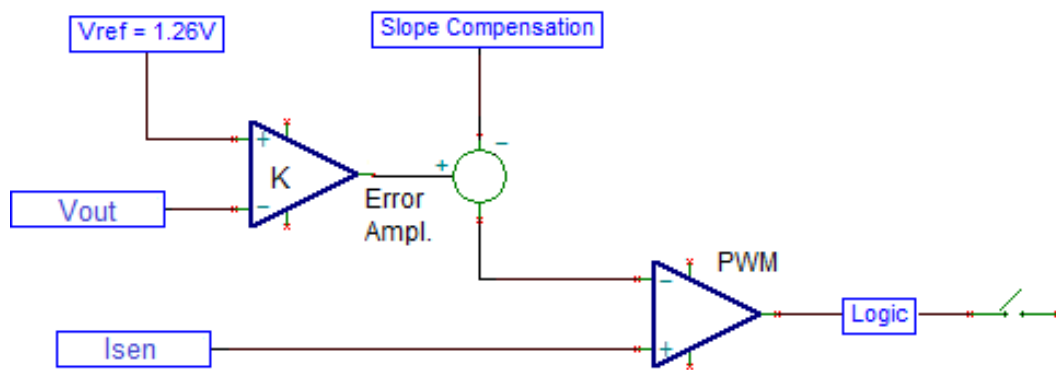 Vref = 1.26V
Slope Compensation
+
K
−
Vout
Error
Ampl.
+
−
PWM
−
+
Logic
Isen